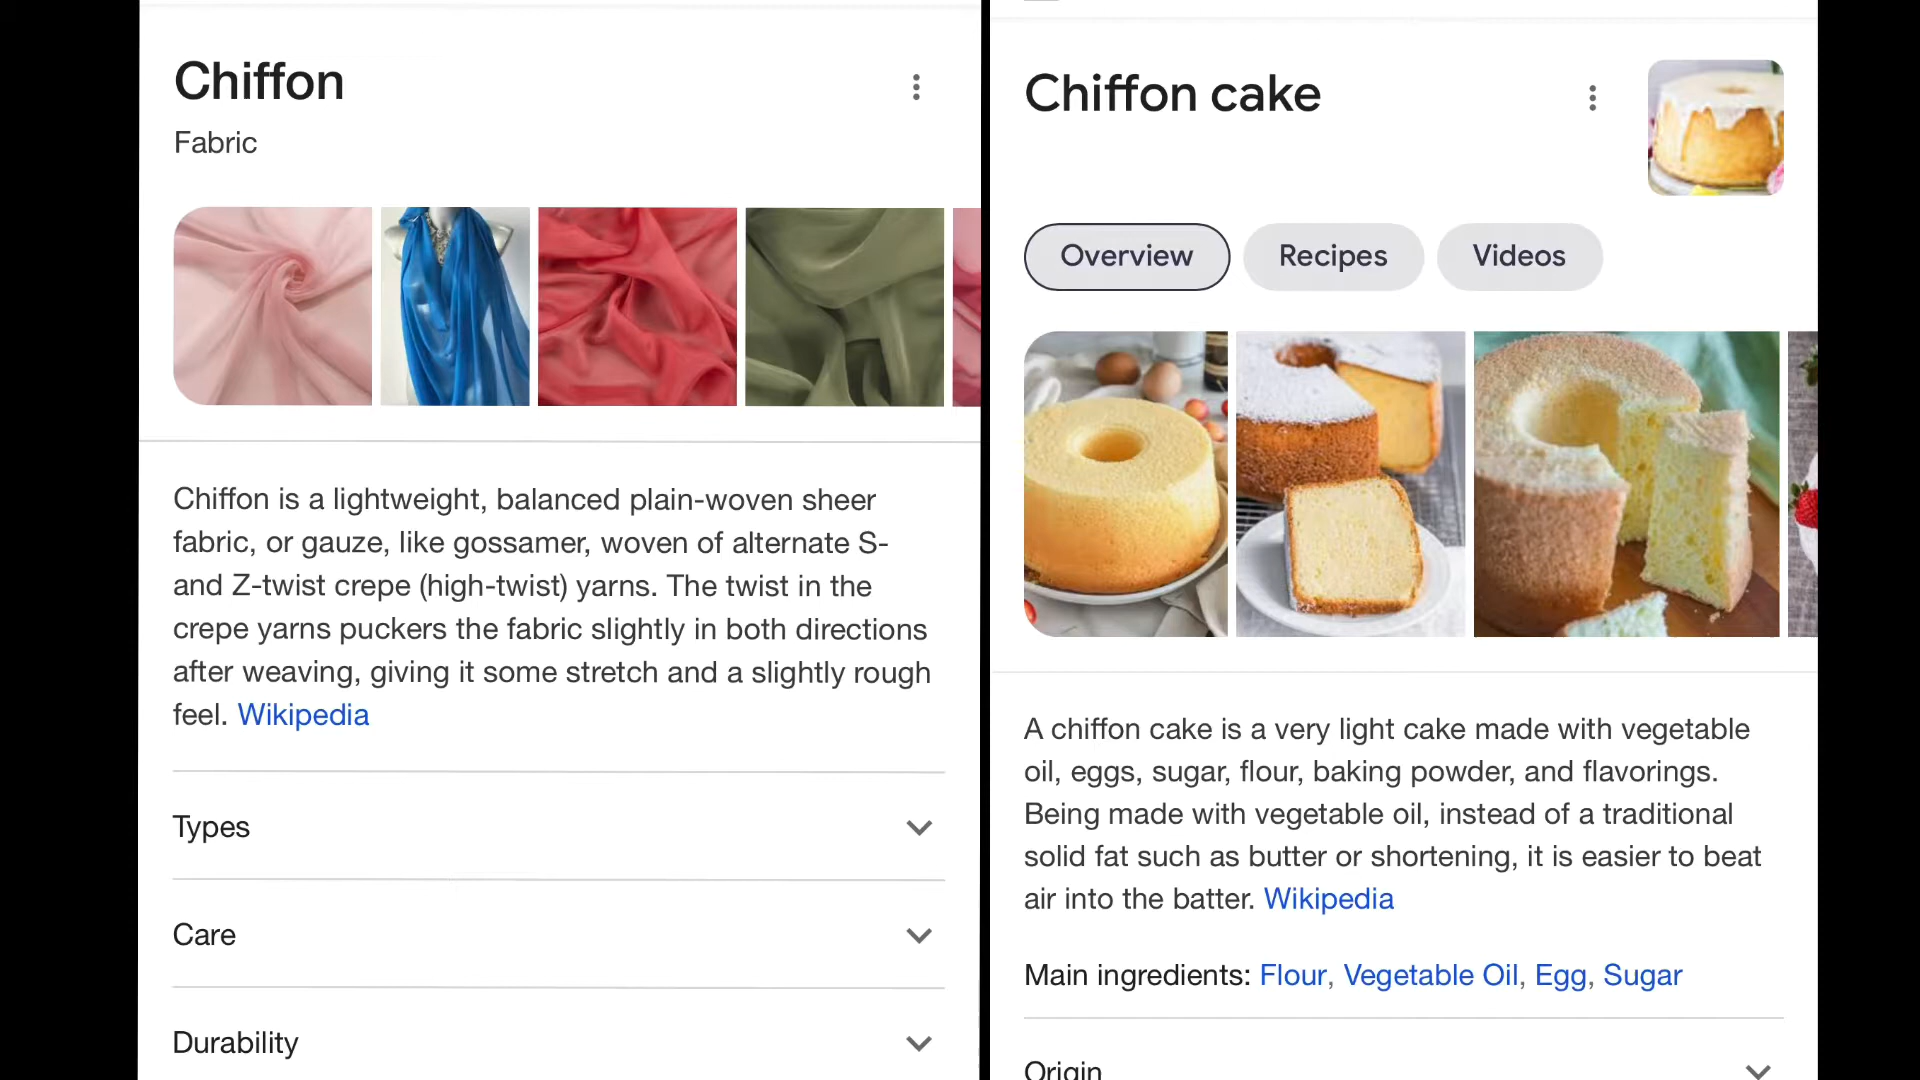 Chiffon
Fabric
Chiffon is a lightweight, balanced plain-woven sheer
fabric, or gauze, like gossamer, woven of alternate S-
and Z-twist crepe (high-twist) yarns. The twist in the
crepe yarns puckers the fabric slightly in both directions
after weaving, giving it some stretch and a slightly rough
feel. Wikipedia
Types
Care
Durability
Chiffon cake
Overview
Recipes
Videos
A chiffon cake is a very light cake made with vegetable
oil, eggs, sugar, flour, baking powder, and flavorings.
Being made with vegetable oil, instead of a traditional
solid fat such as butter or shortening, it is easier to beat
air into the batter. Wikipedia
Main ingredients: Flour, Vegetable Oil, Egg, Sugar
Origin